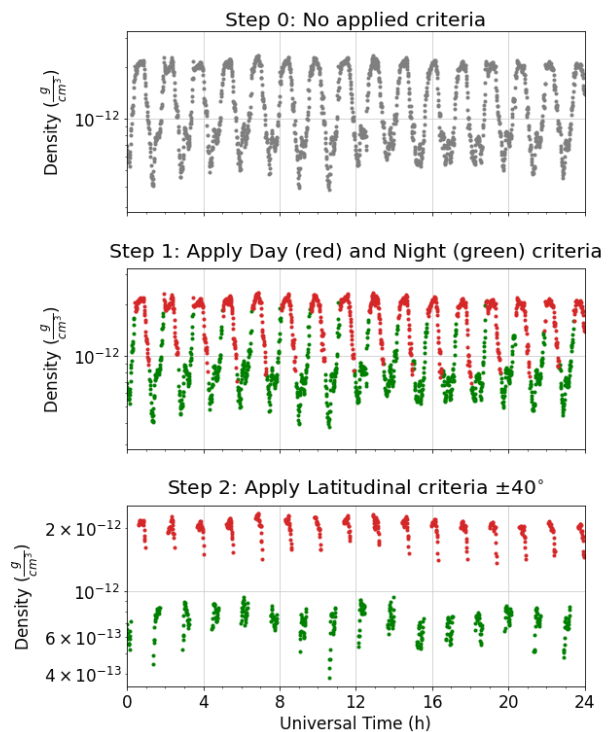 Step 0: No applied criteria
Density (g/cm³)
10⁻¹²
Step 1: Apply Day (red) and Night (green) criteria
Density (g/cm³)
10⁻¹²
Step 2: Apply Latitudinal criteria ±40°
Density (g/cm³)
2 × 10⁻¹²
10⁻¹²
6 × 10⁻¹³
4 × 10⁻¹³
0 4 8 12 16 20 24
Universal Time (h)